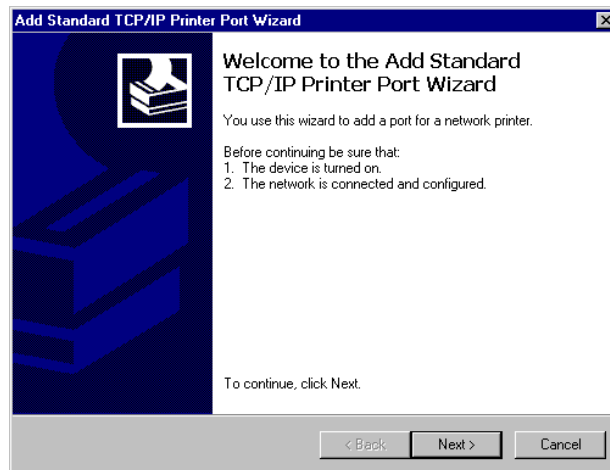 Add Standard TCP/IP Printer Port Wizard
Welcome to the Add Standard
TCP/IP Printer Port Wizard
You use this wizard to add a port for a network printer.
Before continuing be sure that:
1. The device is turned on.
2. The network is connected and configured.
To continue, click Next.
< Back
Next >
Cancel